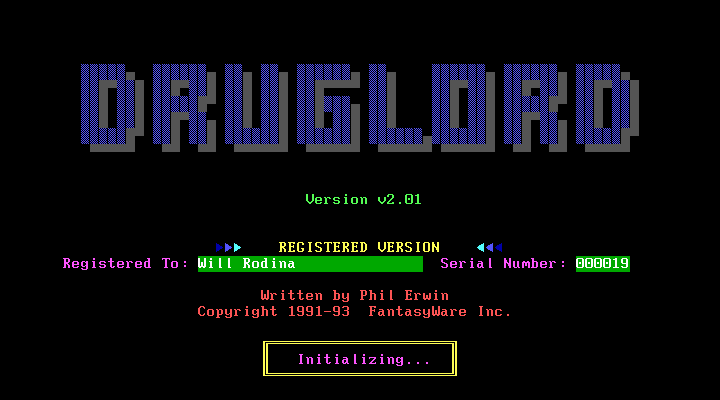 DRUGLORD
Version v2.01
REGISTERED VERSION
Registered To: Will Rodina Serial Number: 000019
Written by Phil Erwin
Copyright 1991-93 FantasyWare Inc.
Initializing...